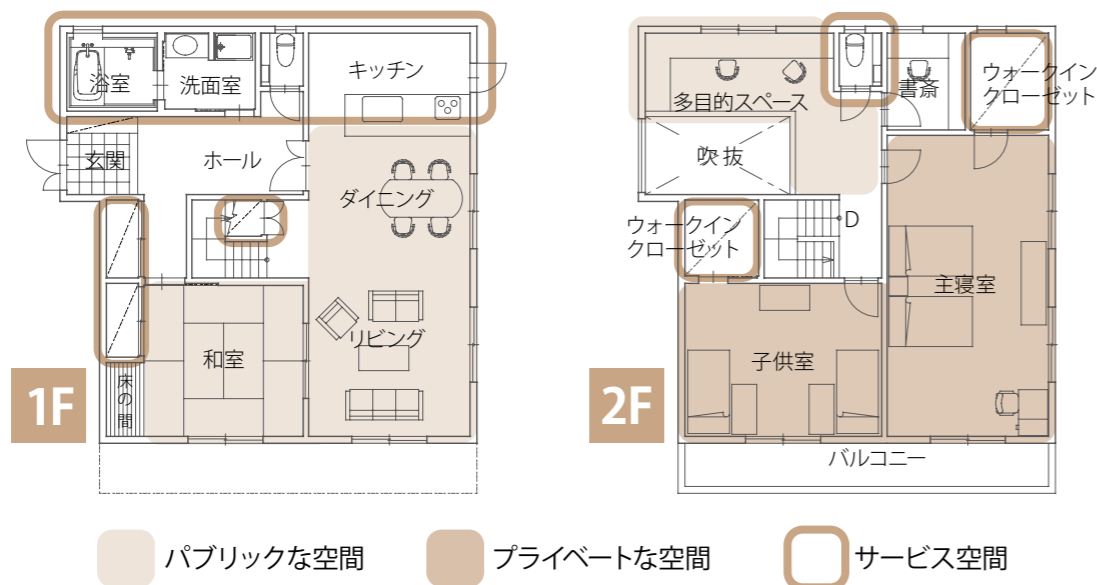 浴室
洗面室
キッチン
玄関
ホール
ダイニング
リビング
和室
床の間
1F
多目的スペース
書斎
ウォークイン
クローゼット
吹抜
ウォークイン
クローゼット
D
主寝室
子供室
2F
バルコニー
パブリックな空間
プライベートな空間
サービス空間